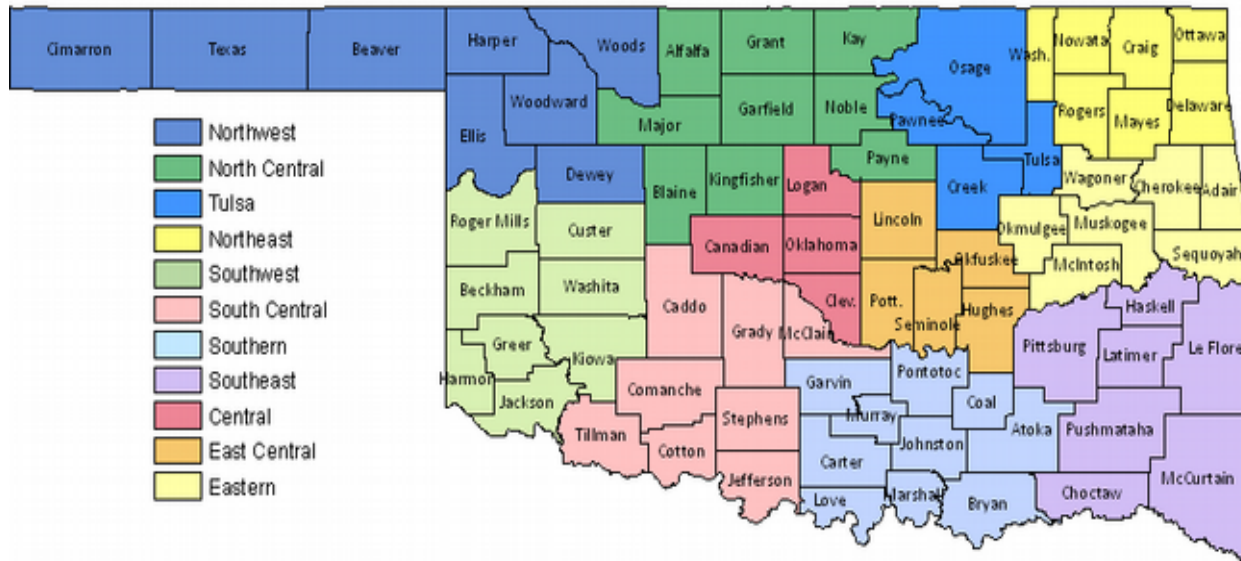 Cimarron
Texas
Beaver
Harper
Woods
Alfalfa
Grant
Kay
Osage
Wash.
Nowata
Craig
Ottawa
Woodward
Ellis
Major
Garfield
Noble
Pawnee
Rogers
Mayes
Delaware
Dewey
Blaine
Kingfisher
Logan
Payne
Creek
Tulsa
Wagoner
Cherokee
Adair
Roger Mills
Custer
Canadian
Oklahoma
Lincoln
Okmulgee
Muskogee
Okfuskee
McIntosh
Sequoyah
Beckham
Washita
Caddo
Grady
McClain
Clev.
Pott.
Seminole
Hughes
Haskell
Pittsburg
Latimer
Le Flore
Greer
Kiowa
Harmon
Jackson
Comanche
Tillman
Cotton
Stephens
Jefferson
Garvin
Pontotoc
Murray
Coal
Johnston
Atoka
Pushmataha
Carter
Love
Marshal
Bryan
Choctaw
McCurtain
Northwest
North Central
Tulsa
Northeast
Southwest
South Central
Southern
Southeast
Central
East Central
Eastern